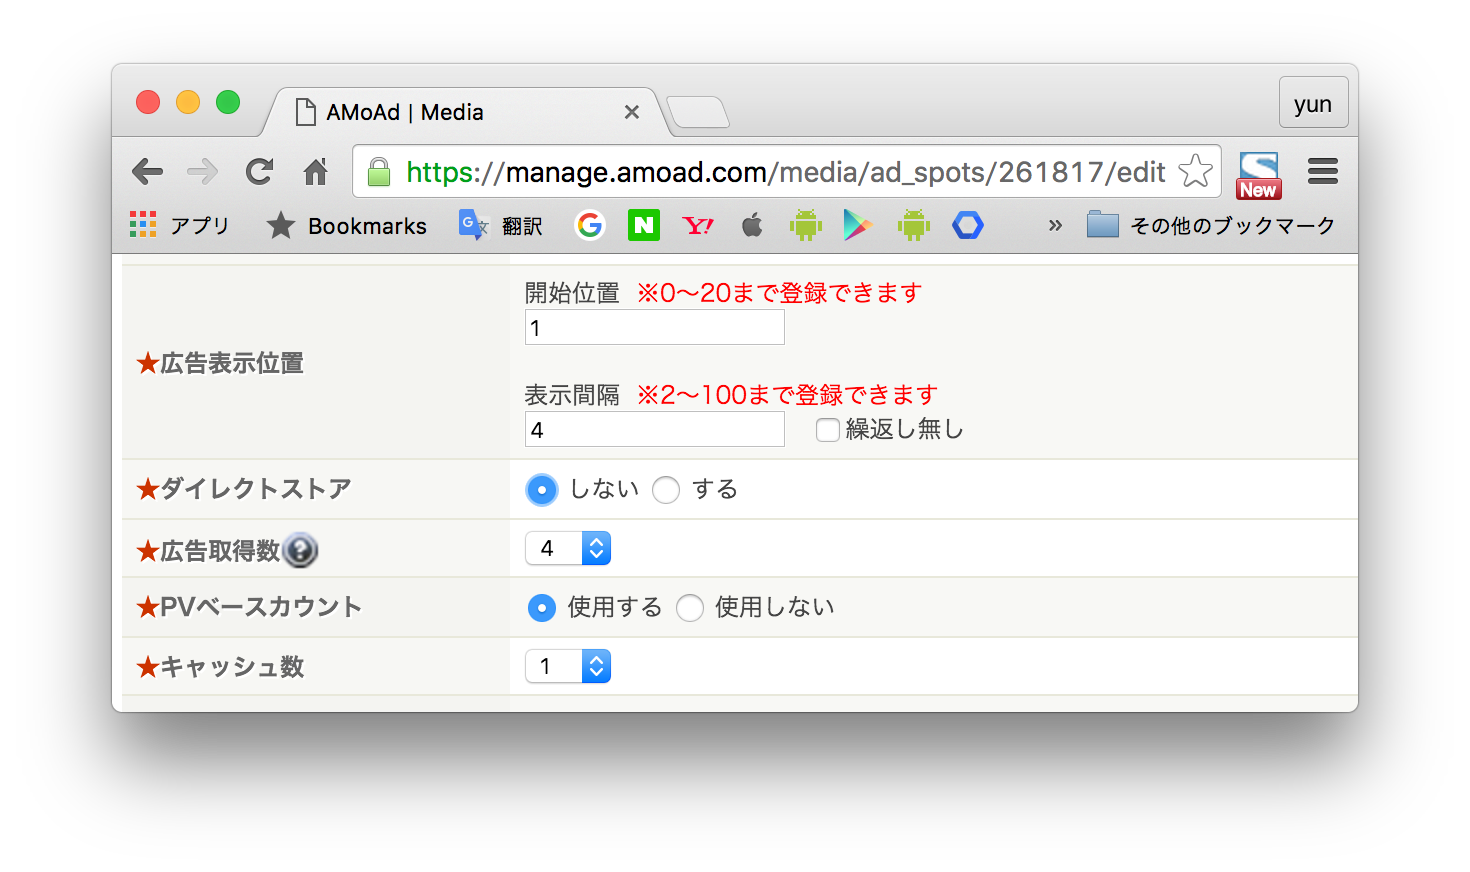 AMoAd | Media
yun
https://manage.amoad.com/media/ad_spots/261817/edit
New
アプリ Bookmarks 翻訳 その他のブックマーク
開始位置 ※0～20まで登録できます
1
★広告表示位置
表示間隔 ※2～100まで登録できます
4 繰返し無し
★ダイレクトストア しない する
★広告取得数 4
★PVベースカウント 使用する 使用しない
★キャッシュ数 1